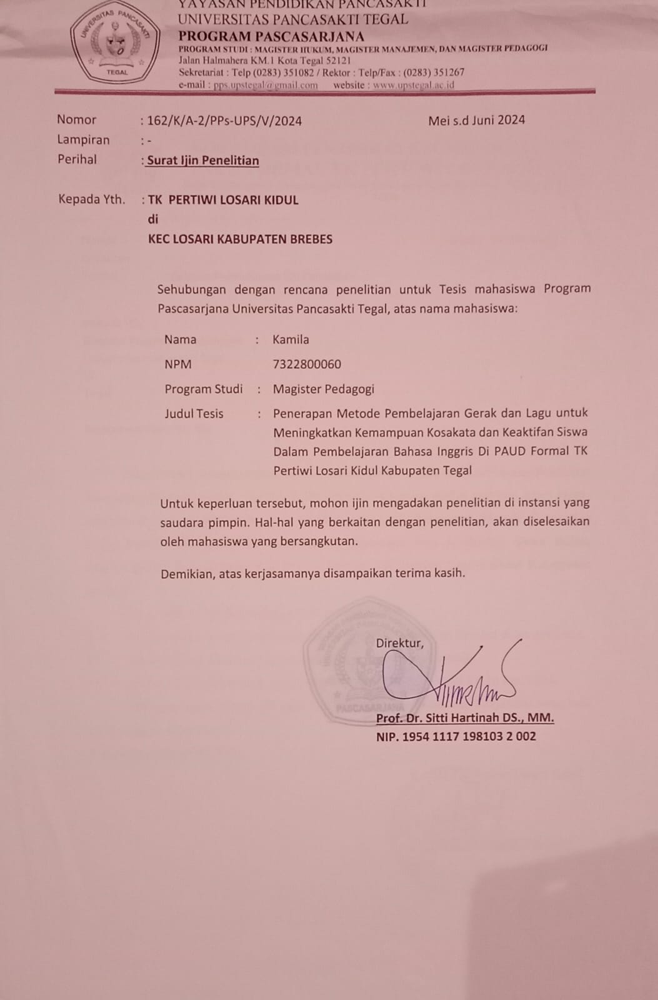 YAYASAN PENDIDIKAN PANCASAKTI
UNIVERSITAS PANCASAKTI TEGAL
PROGRAM PASCASARJANA
PROGRAM STUDI : MAGISTER HUKUM, MAGISTER MANAJEMEN, DAN MAGISTER PEDAGOGI
Jalan Halmahera KM.1 Kota Tegal 52121
Sekretariat : Telp (0283) 351082 / Rektor : Telp/Fax : (0283) 351267
e-mail : pps.upstegal@gmail.com website : www.upstegal.ac.id
UNIVERSITAS PANCASAKTI
TEGAL
Nomor : 162/K/A-2/PPs-UPS/V/2024 Mei s.d Juni 2024
Lampiran : -
Perihal : Surat Ijin Penelitian
Kepada Yth. : TK PERTIWI LOSARI KIDUL
di
KEC LOSARI KABUPATEN BREBES
Sehubungan dengan rencana penelitian untuk Tesis mahasiswa Program
Pascasarjana Universitas Pancasakti Tegal, atas nama mahasiswa:
Nama : Kamila
NPM 7322800060
Program Studi : Magister Pedagogi
Judul Tesis : Penerapan Metode Pembelajaran Gerak dan Lagu untuk
Meningkatkan Kemampuan Kosakata dan Keaktifan Siswa
Dalam Pembelajaran Bahasa Inggris Di PAUD Formal TK
Pertiwi Losari Kidul Kabupaten Tegal
Untuk keperluan tersebut, mohon ijin mengadakan penelitian di instansi yang
saudara pimpin. Hal-hal yang berkaitan dengan penelitian, akan diselesaikan
oleh mahasiswa yang bersangkutan.
Demikian, atas kerjasamanya disampaikan terima kasih.
Direktur,
PASCASARJANA
Prof. Dr. Sitti Hartinah DS., MM.
NIP. 1954 1117 198103 2 002